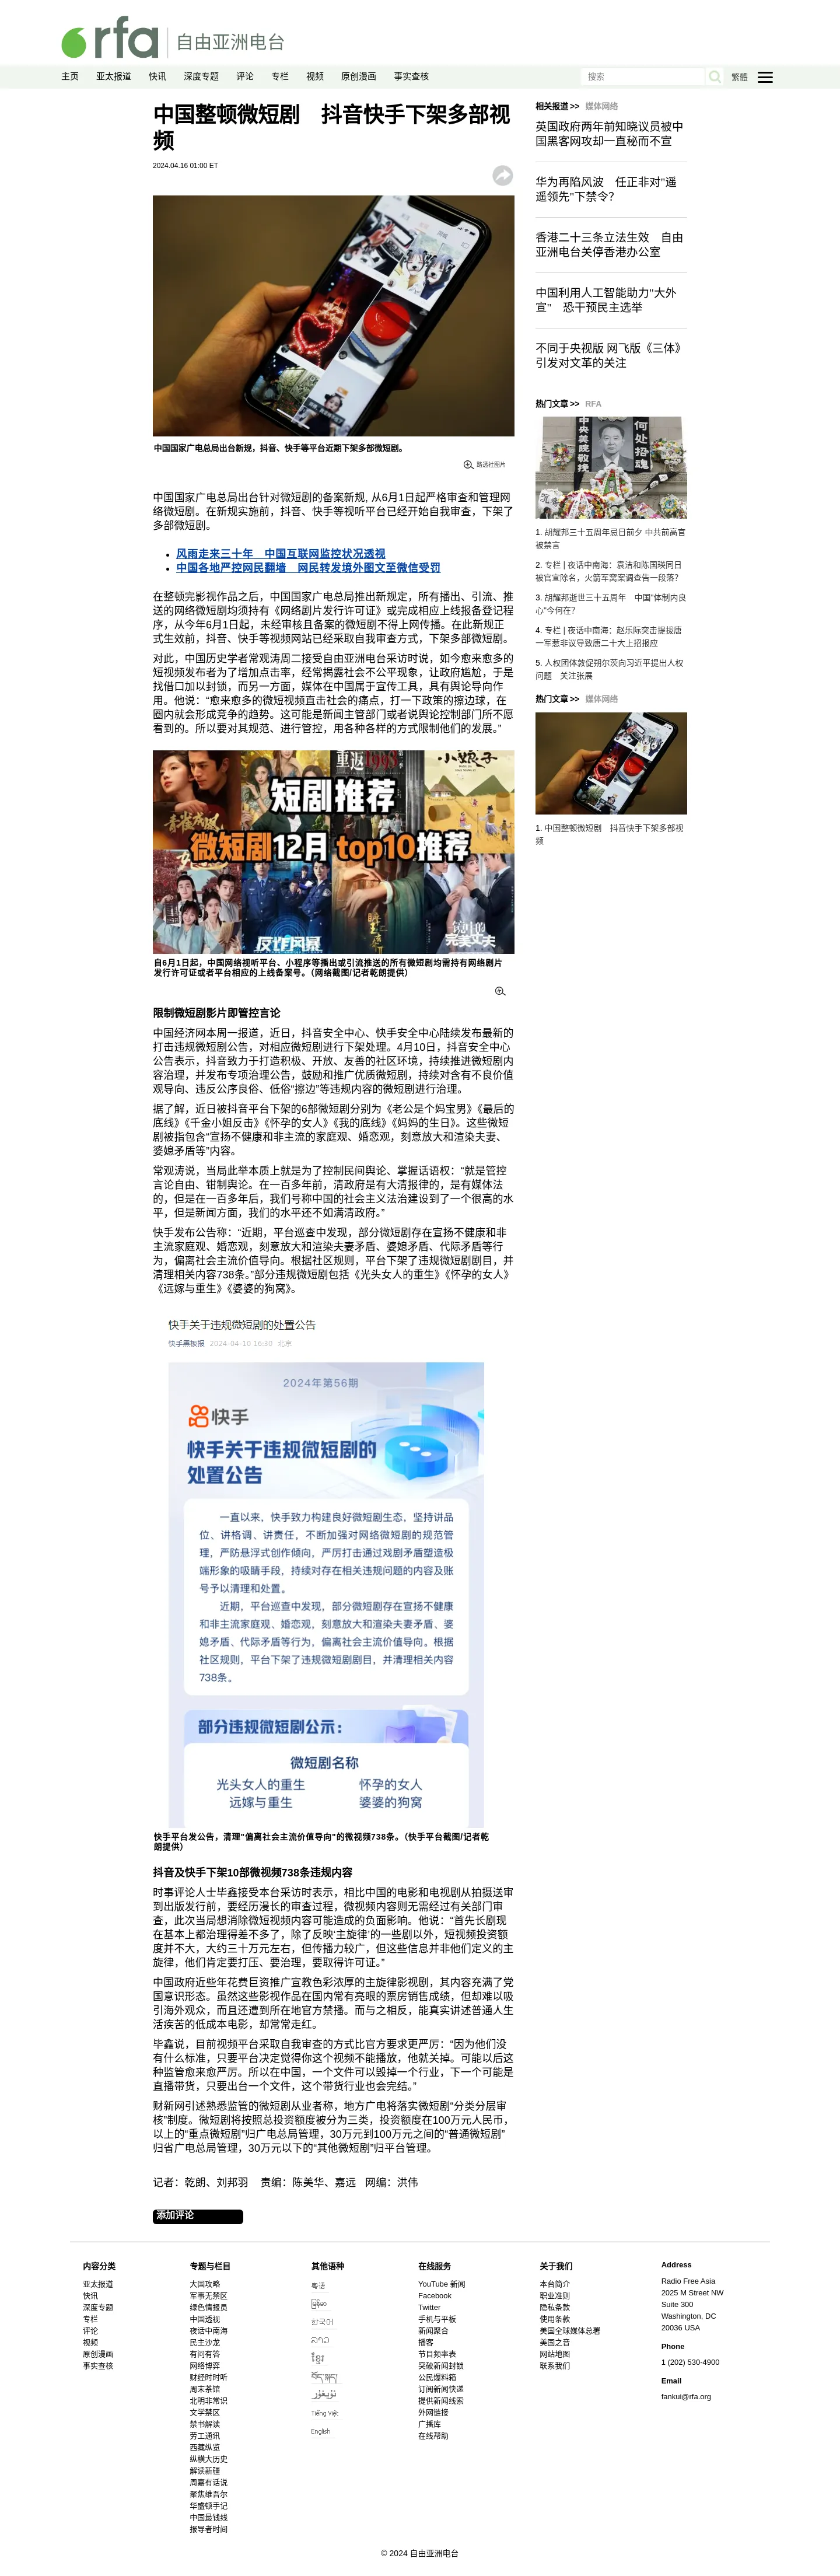 rfa 自由亚洲电台
主页 亚太报道 快讯 深度专题 评论 专栏 视频 原创漫画 事实查核 搜索 繁體
中国整顿微短剧　抖音快手下架多部视
频
2024.04.16 01:00 ET
中国国家广电总局出台新规，抖音、快手等平台近期下架多部微短剧。
路透社图片
中国国家广电总局出台针对微短剧的备案新规, 从6月1日起严格审查和管理网
络微短剧。在新规实施前，抖音、快手等视听平台已经开始自我审查，下架了
多部微短剧。
• 风雨走来三十年　中国互联网监控状况透视
• 中国各地严控网民翻墙　网民转发境外图文至微信受罚
在整顿完影视作品之后，中国国家广电总局推出新规定，所有播出、引流、推
送的网络微短剧均须持有《网络剧片发行许可证》或完成相应上线报备登记程
序，从今年6月1日起，未经审核且备案的微短剧不得上网传播。在此新规正
式生效前，抖音、快手等视频网站已经采取自我审查方式，下架多部微短剧。
对此，中国历史学者常观涛周二接受自由亚洲电台采访时说，如今愈来愈多的
短视频发布者为了增加点击率，经常揭露社会不公平现象，让政府尴尬，于是
找借口加以封锁，而另一方面，媒体在中国属于宣传工具，具有舆论导向作
用。他说：“愈来愈多的微短视频直击社会的痛点，打一下政策的擦边球，在
圈内就会形成竞争的趋势。这可能是新闻主管部门或者说舆论控制部门所不愿
看到的。所以要对其规范、进行管控，用各种各样的方式限制他们的发展。”
重返1998 小娘子
短剧推荐
青帮飓风
微短剧12月 top10推荐
反诈风暴 镜中的完美丈夫
自6月1日起，中国网络视听平台、小程序等播出或引流推送的所有微短剧均需持有网络剧片
发行许可证或者平台相应的上线备案号。（网络截图/记者乾朗提供）
限制微短剧影片即管控言论
中国经济网本周一报道，近日，抖音安全中心、快手安全中心陆续发布最新的
打击违规微短剧公告，对相应微短剧进行下架处理。4月10日，抖音安全中心
公告表示，抖音致力于打造积极、开放、友善的社区环境，持续推进微短剧内
容治理，并发布专项治理公告，鼓励和推广优质微短剧，持续对含有不良价值
观导向、违反公序良俗、低俗“擦边”等违规内容的微短剧进行治理。
据了解，近日被抖音平台下架的6部微短剧分别为《老公是个妈宝男》《最后的
底线》《千金小姐反击》《怀孕的女人》《我的底线》《妈妈的生日》。这些微短
剧被指包含“宣扬不健康和非主流的家庭观、婚恋观，刻意放大和渲染夫妻、
婆媳矛盾等”内容。
常观涛说，当局此举本质上就是为了控制民间舆论、掌握话语权：“就是管控
言论自由、钳制舆论。在一百多年前，清政府是有大清报律的，是有媒体法
的，但是在一百多年后，我们号称中国的社会主义法治建设到了一个很高的水
平，但是新闻方面，我们的水平还不如满清政府。”
快手发布公告称：“近期，平台巡查中发现，部分微短剧存在宣扬不健康和非
主流家庭观、婚恋观，刻意放大和渲染夫妻矛盾、婆媳矛盾、代际矛盾等行
为，偏离社会主流价值导向。根据社区规则，平台下架了违规微短剧剧目，并
清理相关内容738条。”部分违规微短剧包括《光头女人的重生》《怀孕的女人》
《远嫁与重生》《婆婆的狗窝》。
快手关于违规微短剧的处置公告
快手黑板报 2024-04-10 16:30 北京
2024年第56期
快手
快手关于违规微短剧的
处置公告
一直以来，快手致力构建良好微短剧生态，坚持讲品
位、讲格调、讲责任，不断加强对网络微短剧的规范管
理，严防悬浮式创作倾向，严厉打击通过戏剧矛盾塑造极
端形象的吸睛手段，持续对存在相关违规问题的内容及账
号予以清理和处置。
近期，平台巡查中发现，部分微短剧存在宣扬不健康
和非主流家庭观、婚恋观，刻意放大和渲染夫妻矛盾、婆
媳矛盾、代际矛盾等行为，偏离社会主流价值导向。根据
社区规则，平台下架了违规微短剧剧目，并清理相关内容
738条。
部分违规微短剧公示：
微短剧名称
光头女人的重生 怀孕的女人
远嫁与重生 婆婆的狗窝
快手平台发公告，清理"偏离社会主流价值导向"的微视频738条。（快手平台截图/记者乾
朗提供）
抖音及快手下架10部微视频738条违规内容
时事评论人士毕鑫接受本台采访时表示，相比中国的电影和电视剧从拍摄送审
到出版发行前，要经历漫长的审查过程，微视频内容则无需经过有关部门审
查，此次当局想消除微短视频内容可能造成的负面影响。他说：“首先长剧现
在基本上都治理得差不多了，除了反映‘主旋律’的一些剧以外，短视频投资额
度并不大，大约三十万元左右，但传播力较广，但这些信息并非他们定义的主
旋律，他们肯定要打压、要治理，要取得许可证。”
中国政府近些年花费巨资推广宣教色彩浓厚的主旋律影视剧，其内容充满了党
国意识形态。虽然这些影视作品在国内常有亮眼的票房销售成绩，但却难以吸
引海外观众，而且还遭到所在地官方禁播。而与之相反，能真实讲述普通人生
活疾苦的低成本电影，却常常走红。
毕鑫说，目前视频平台采取自我审查的方式比官方要求更严厉：“因为他们没
有什么标准，只要平台决定觉得你这个视频不能播放，他就关掉。可能以后这
种监管愈来愈严厉。所以在中国，一个文件可以毁掉一个行业，下一个可能是
直播带货，只要出台一个文件，这个带货行业也会完结。”
财新网引述熟悉监管的微短剧从业者称，地方广电将落实微短剧“分类分层审
核”制度。微短剧将按照总投资额度被分为三类，投资额度在100万元人民币，
以上的“重点微短剧”归广电总局管理，30万元到100万元之间的“普通微短剧”
归省广电总局管理，30万元以下的“其他微短剧”归平台管理。
记者：乾朗、刘邦羽　责编：陈美华、嘉远　网编：洪伟
添加评论
相关报道 >> 媒体网络
英国政府两年前知晓议员被中
国黑客网攻却一直秘而不宣
华为再陷风波　任正非对"遥
遥领先"下禁令?
香港二十三条立法生效　自由
亚洲电台关停香港办公室
中国利用人工智能助力"大外
宣"　恐干预民主选举
不同于央视版 网飞版《三体》
引发对文革的关注
热门文章 >> RFA
何处招魂
1. 胡耀邦三十五周年忌日前夕 中共前高官
被禁言
2. 专栏 | 夜话中南海：袁洁和陈国瑛同日
被官宣除名，火箭军窝案调查告一段落?
3. 胡耀邦逝世三十五周年　中国"体制内良
心"今何在?
4. 专栏 | 夜话中南海：赵乐际突击提拔唐
一军惹非议导致唐二十大上招报应
5. 人权团体敦促朔尔茨向习近平提出人权
问题　关注张展
热门文章 >> 媒体网络
1. 中国整顿微短剧　抖音快手下架多部视
频
内容分类
亚太报道
快讯
深度专题
专栏
评论
视频
原创漫画
事实查核
专题与栏目
大国攻略
军事无禁区
绿色情报员
中国透视
夜话中南海
民主沙龙
有问有答
网络博弈
财经时时听
周末茶馆
北明非常识
文学禁区
禁书解读
劳工通讯
西藏纵览
纵横大历史
解读新疆
周嘉有话说
聚焦维吾尔
华盛顿手记
中国最钱线
报导者时间
其他语种
粤语
မြန်မာ
한국어
ລາວ
ខ្មែរ
བོད་སྐད།
ئۇيغۇر
Tiếng Việt
English
在线服务
YouTube 新闻
Facebook
Twitter
手机与平板
新闻聚合
播客
节目频率表
突破新闻封锁
公民爆料箱
订阅新闻快递
提供新闻线索
外网链接
广播库
在线帮助
关于我们
本台简介
职业准则
隐私条款
使用条款
美国全球媒体总署
美国之音
网站地图
联系我们
Address
Radio Free Asia
2025 M Street NW
Suite 300
Washington, DC
20036 USA
Phone
1 (202) 530-4900
Email
fankui@rfa.org
© 2024 自由亚洲电台